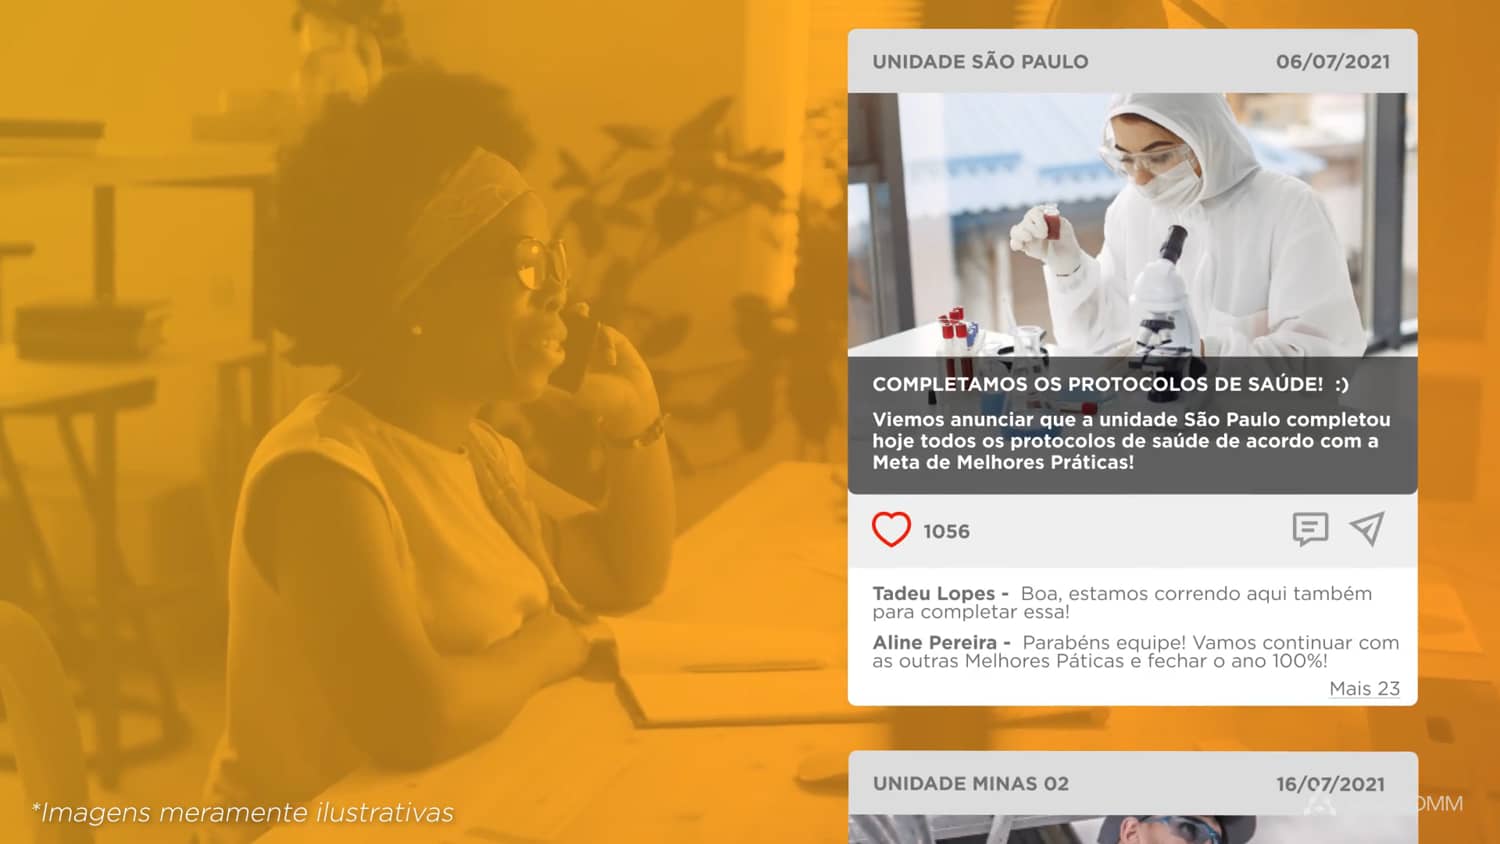 UNIDADE SÃO PAULO 06/07/2021
COMPLETAMOS OS PROTOCOLOS DE SAÚDE! :)
Viemos anunciar que a unidade São Paulo completou
hoje todos os protocolos de saúde de acordo com a
Meta de Melhores Práticas!
1056
Tadeu Lopes - Boa, estamos correndo aqui também
para completar essa!
Aline Pereira - Parabéns equipe! Vamos continuar com
as outras Melhores Páticas e fechar o ano 100%!
Mais 23
UNIDADE MINAS 02 16/07/2021
*Imagens meramente ilustrativas